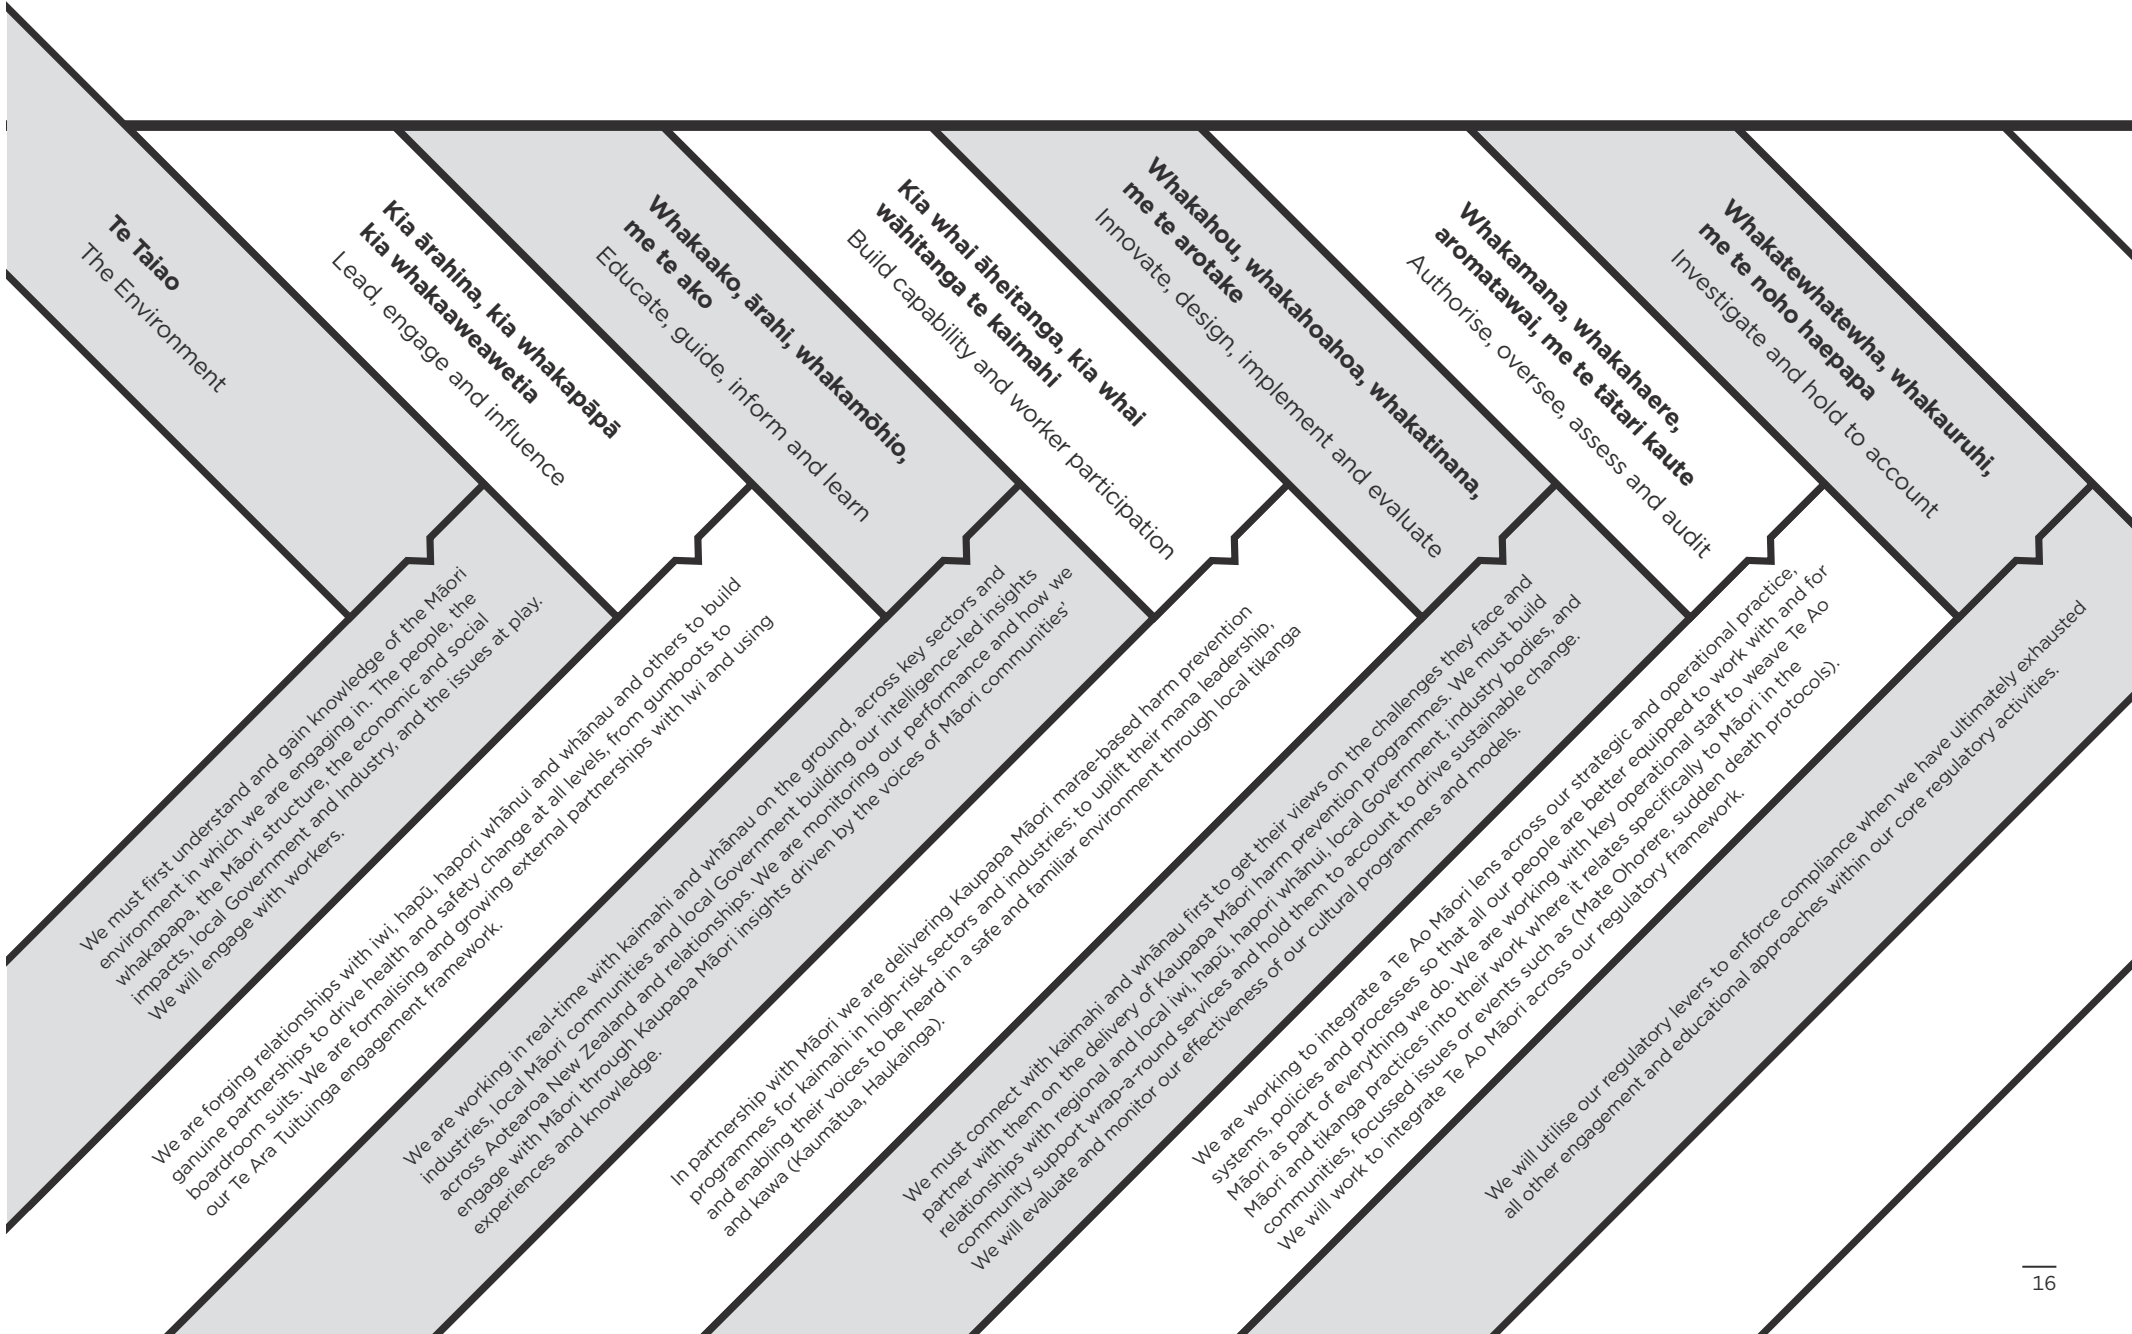 Te Taiao
The Environment
We must first understand and gain knowledge of the Māori
environment in which we are engaging in. The people, the
whakapapa, the Māori structure, the economic and social
impacts, local Government and Industry, and the issues at play.
We will engage with workers.
Kia ārahina, kia whakapāpā
kia whakaaweawetia
Lead, engage and influence
We are forging relationships with iwi, hapū, hapori whānui and whānau and others to build
ganuine partnerships to drive health and safety change at all levels, from gumboots to
boardroom suits. We are formalising and growing external partnerships with Iwi and using
our Te Ara Tuituinga engagement framework.
Whakaako, ārahi, whakamōhio,
me te ako
Educate, guide, inform and learn
We are working in real-time with kaimahi and whānau on the ground, across key sectors and
industries, local Māori communities and local Government building our intelligence-led insights
across Aotearoa New Zealand and relationships. We are monitoring our performance and how we
engage with Māori through Kaupapa Māori insights driven by the voices of Māori communities’
experiences and knowledge.
Kia whai āheitanga, kia whai
wāhitanga te kaimahi
Build capability and worker participation
In partnership with Māori we are delivering Kaupapa Māori marae-based harm prevention
programmes for kaimahi in high-risk sectors and industries; to uplift their mana leadership,
and enabling their voices to be heard in a safe and familiar environment through local tikanga
and kawa (Kaumātua, Haukainga).
Whakahou, whakahoahoa, whakatinana,
me te arotake
Innovate, design, implement and evaluate
We must connect with kaimahi and whānau first to get their views on the challenges they face and
partner with them on the delivery of Kaupapa Māori harm prevention programmes. We must build
relationships with regional and local iwi, hapū, hapori whānui, local Government, industry bodies, and
community support wrap-a-round services and hold them to account to drive sustainable change.
We will evaluate and monitor our effectiveness of our cultural programmes and models.
Whakamana, whakahaere,
aromatawai, me te tātari kaute
Authorise, oversee, assess and audit
We are working to integrate a Te Ao Māori lens across our strategic and operational practice,
systems, policies and processes so that all our people are better equipped to work with and for
Māori as part of everything we do. We are working with key operational staff to weave Te Ao
Māori and tikanga practices into their work where it relates specifically to Māori in the
communities, focussed issues or events such as (Mate Ohorere, sudden death protocols).
We will work to integrate Te Ao Māori across our regulatory framework.
Whakatewhatewha, whakauruhi,
me te noho haepapa
Investigate and hold to account
We will utilise our regulatory levers to enforce compliance when we have ultimately exhausted
all other engagement and educational approaches within our core regulatory activities.
16